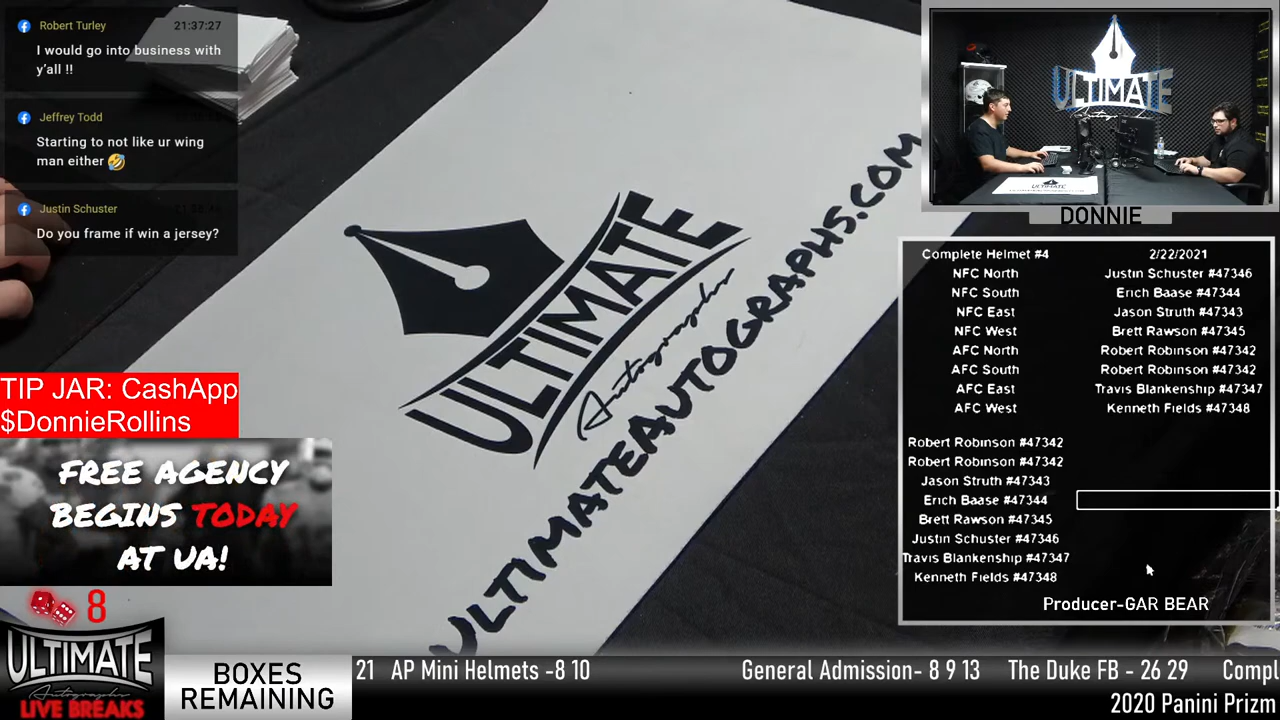 Robert Turley 21:37:27
I would go into business with
y'all !!
Jeffrey Todd
Starting to not like ur wing
man either 🤣
Justin Schuster
Do you frame if win a jersey?
ULTIMATE
Autographs
ULTIMATEAUTOGRAPHS.COM
ULTIMATE
Autographs
ULTIMATE
DONNIE
Complete Helmet #4 2/22/2021
NFC North Justin Schuster #47346
NFC South Erich Baase #47344
NFC East Jason Struth #47343
NFC West Brett Rawson #47345
AFC North Robert Robinson #47342
AFC South Robert Robinson #47342
AFC East Travis Blankenship #47347
AFC West Kenneth Fields #47348
Robert Robinson #47342
Robert Robinson #47342
Jason Struth #47343
Erich Baase #47344
Brett Rawson #47345
Justin Schuster #47346
Travis Blankenship #47347
Kenneth Fields #47348
Producer-GAR BEAR
TIP JAR: CashApp
$DonnieRollins
FREE AGENCY
BEGINS TODAY
AT UA!
8
ULTIMATE
Autographs
LIVE BREAKS
BOXES
REMAINING
21 AP Mini Helmets -8 10 General Admission- 8 9 13 The Duke FB - 26 29 Compl
2020 Panini Prizm